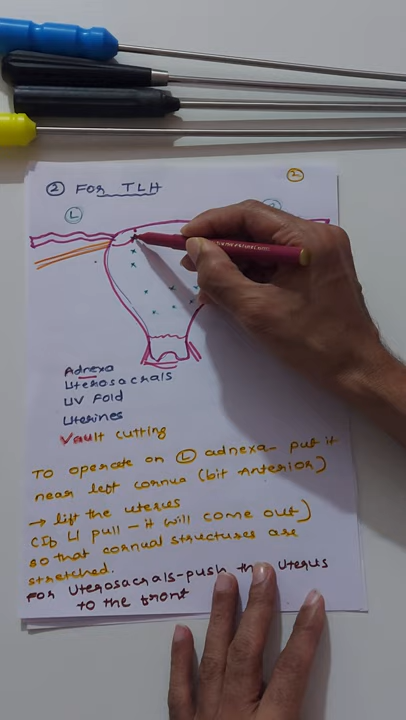 ② For TLH
②
Ⓛ
Adnexa
Uterosacrals
UV Fold
Uterines
Vault cutting
To operate on Ⓛ adnexa- put it
near left cornua (bit Anterior)
→ lift the uterus
pull - it will come out)
so that cornual structures are
stretched.
For Uterosacrals-push the Uterus
to the front